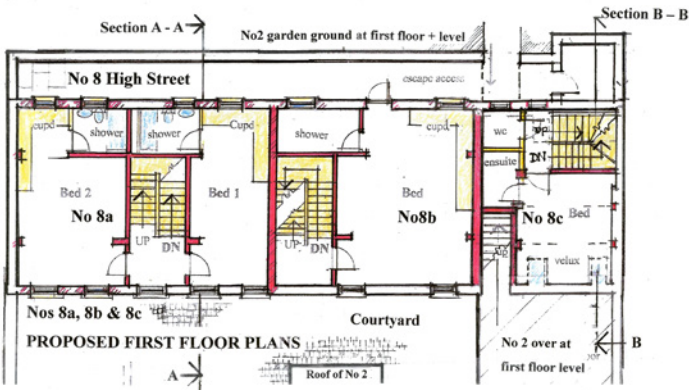 Section A - A
Section B – B
No2 garden ground at first floor + level
No 8 High Street
escape access
cupd
shower
shower
Cupd
shower
cupd
wc
up
DN
ensuite
Bed 2
Bed 1
Bed
No 8a
No8b
No 8c
Bed
UP
DN
UP
DN
up
velux
Nos 8a, 8b & 8c
Courtyard
PROPOSED FIRST FLOOR PLANS
No 2 over at
first floor level
B
A
Roof of No 2